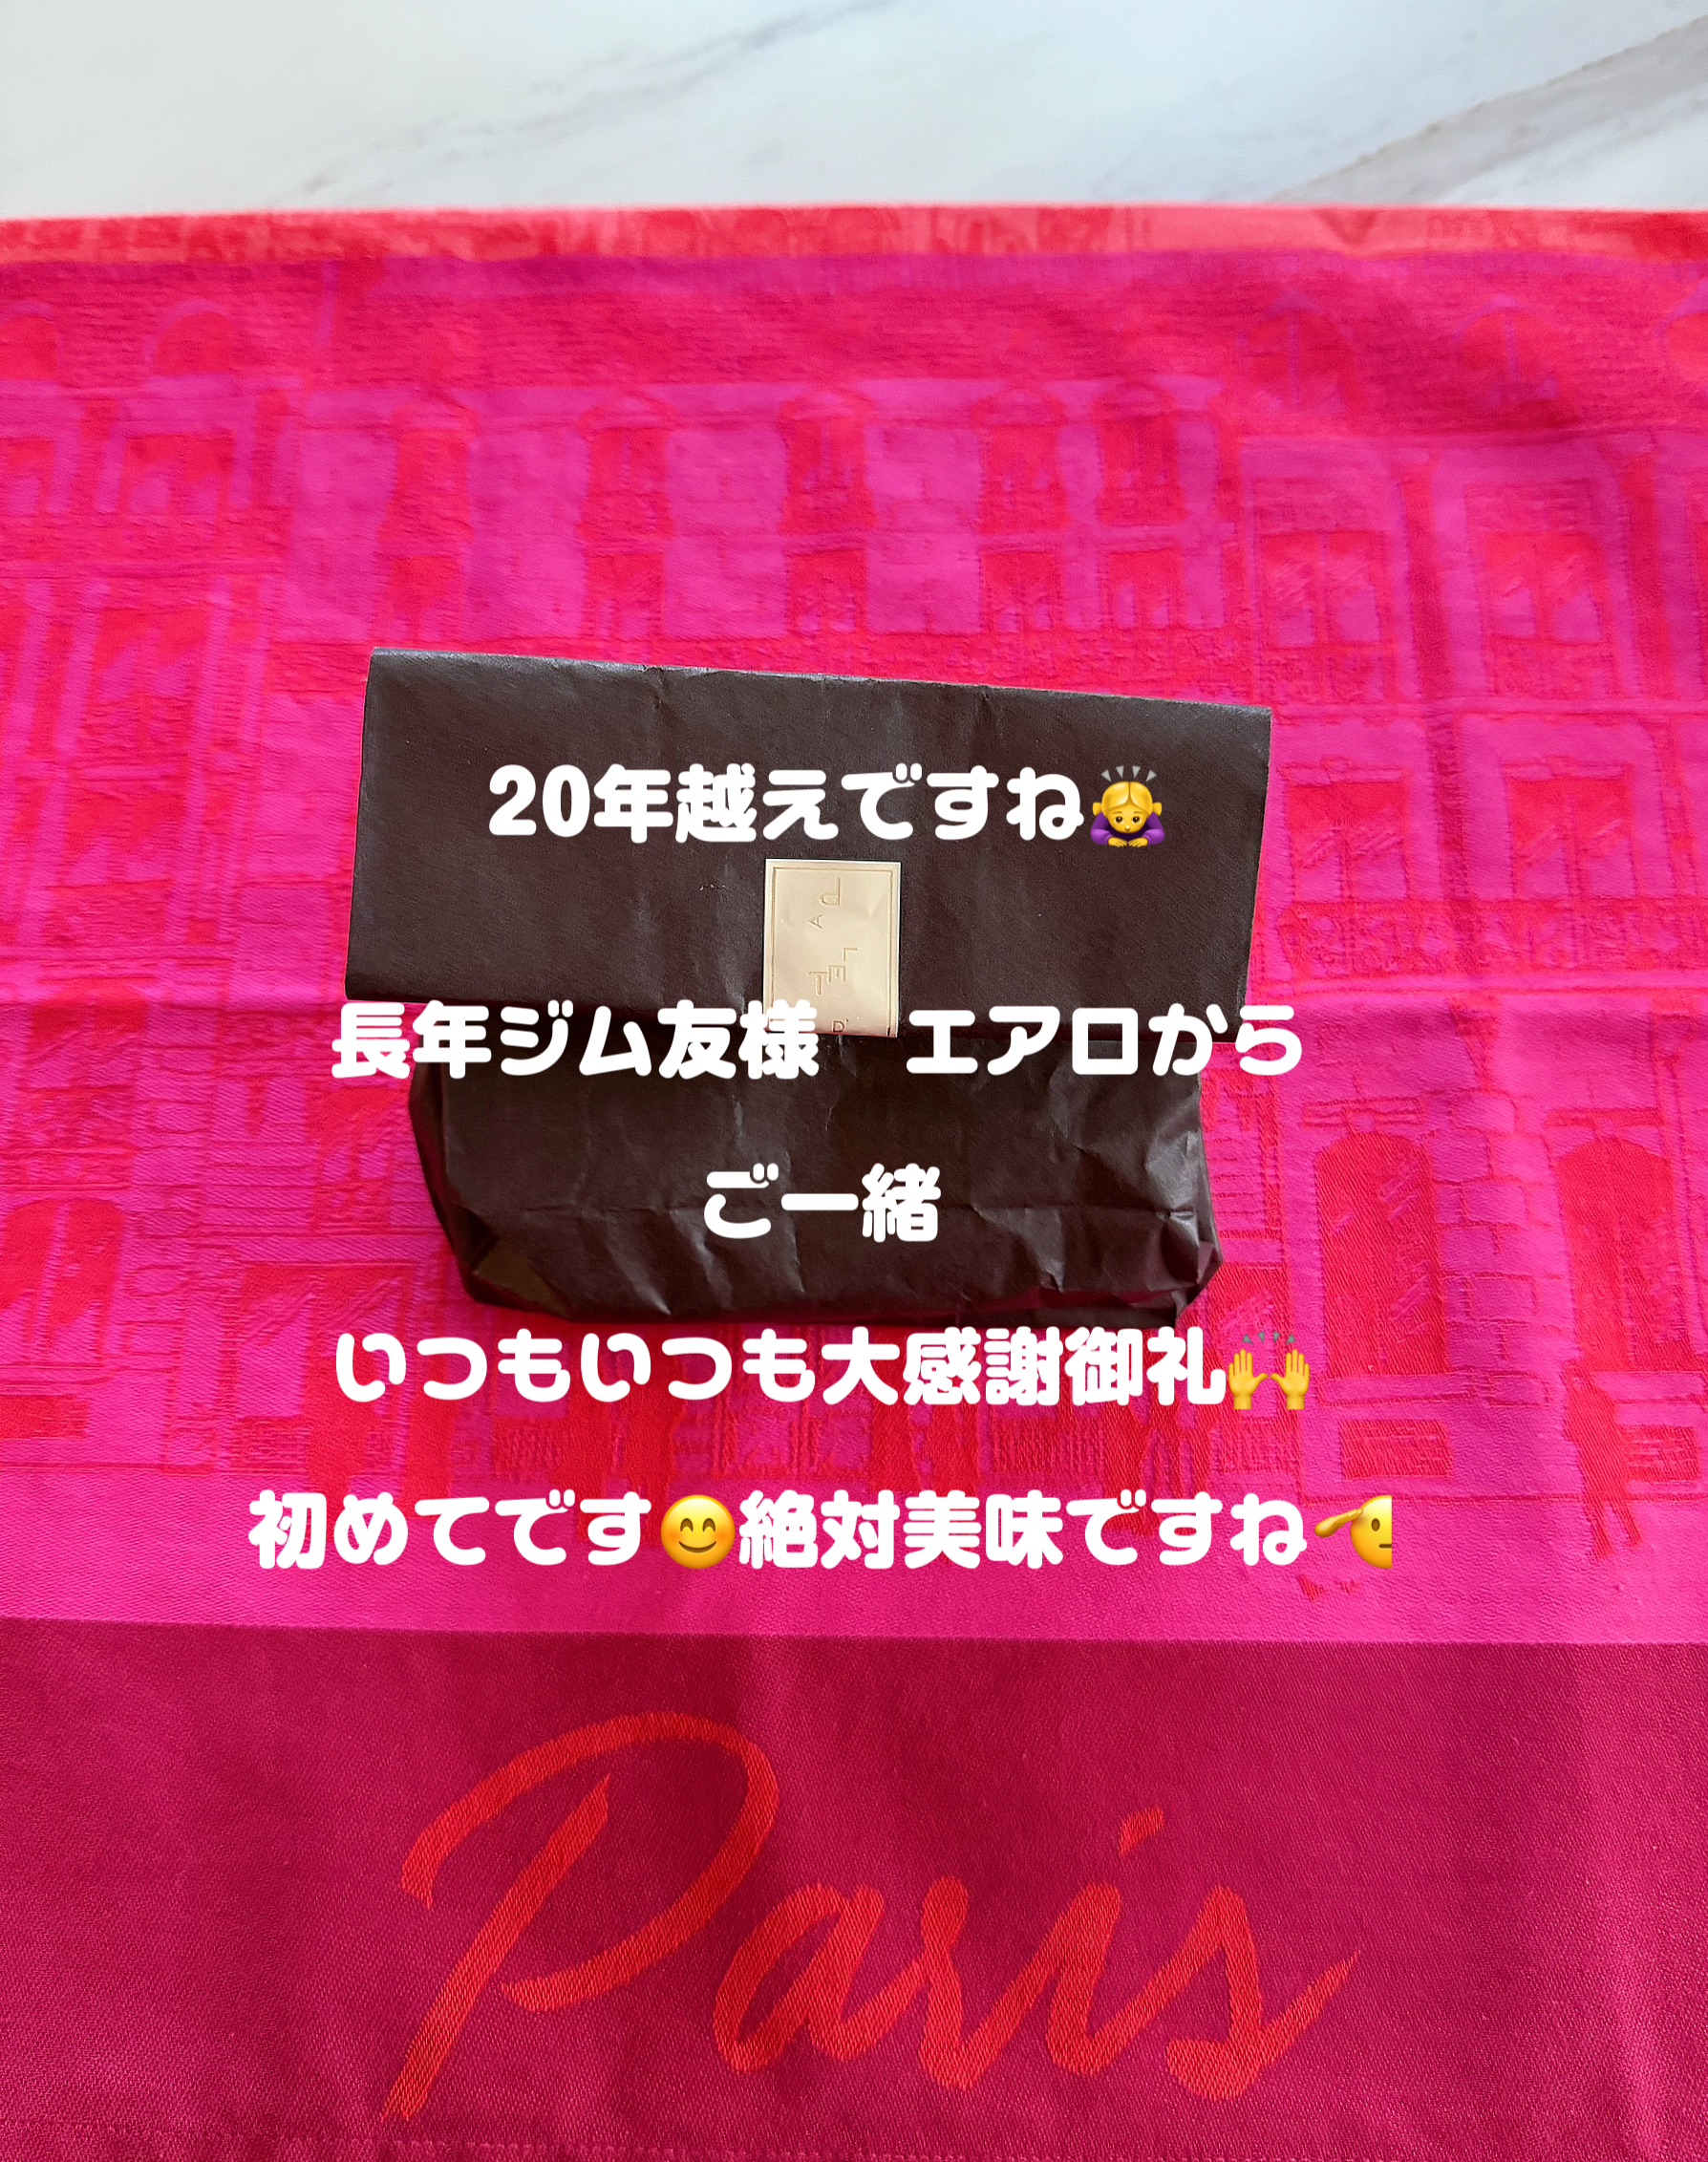 20年越えですね🙇‍♀️
PALET
D'
長年ジム友様　エアロから
ご一緒
いつもいつも大感謝御礼🙌
初めてです😊絶対美味ですね
Paris